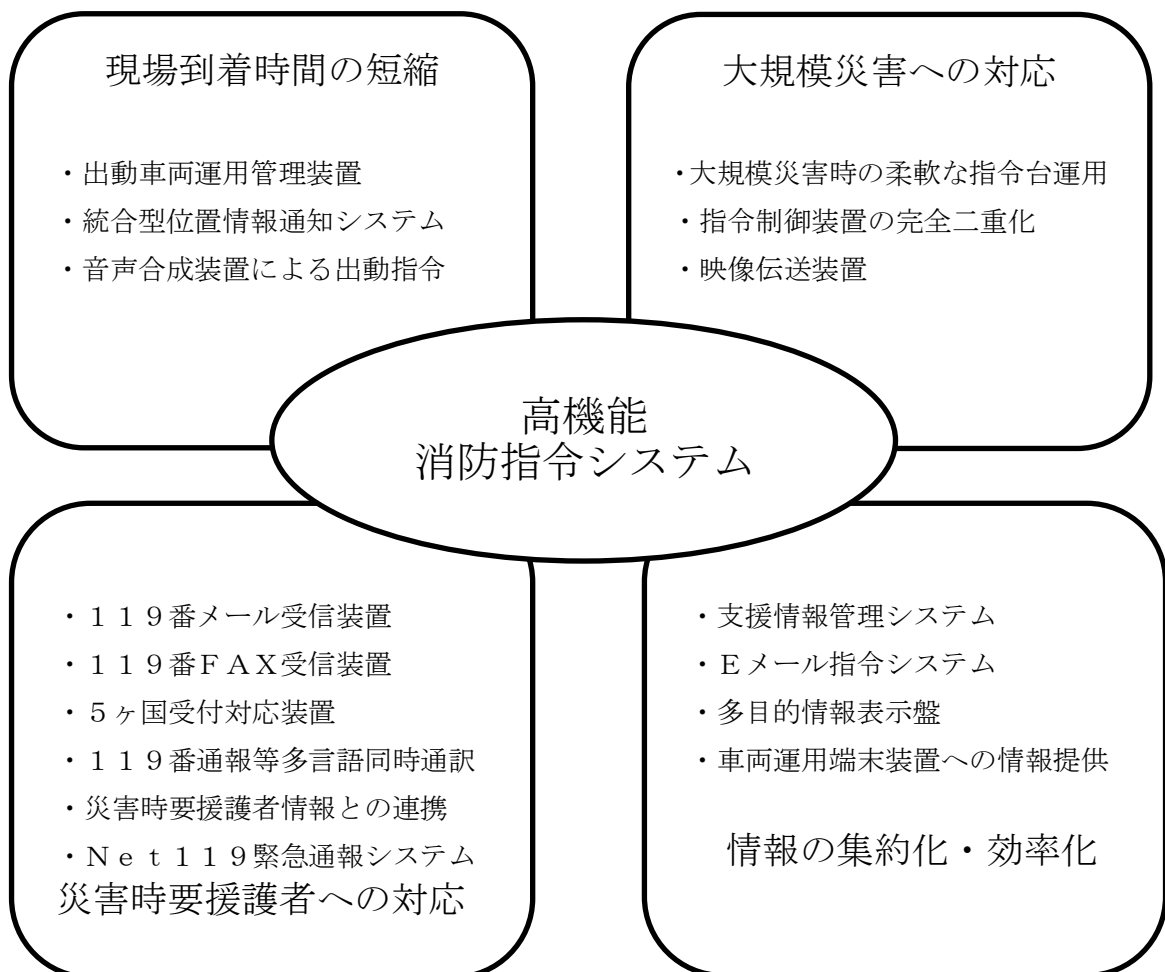 現場到着時間の短縮
・出動車両運用管理装置
・統合型位置情報通知システム
・音声合成装置による出動指令
大規模災害への対応
・大規模災害時の柔軟な指令台運用
・指令制御装置の完全二重化
・映像伝送装置
高機能
消防指令システム
・１１９番メール受信装置
・１１９番ＦＡＸ受信装置
・５ヶ国受付対応装置
・１１９番通報等多言語同時通訳
・災害時要援護者情報との連携
・Ｎｅｔ１１９緊急通報システム
災害時要援護者への対応
・支援情報管理システム
・Ｅメール指令システム
・多目的情報表示盤
・車両運用端末装置への情報提供
情報の集約化・効率化